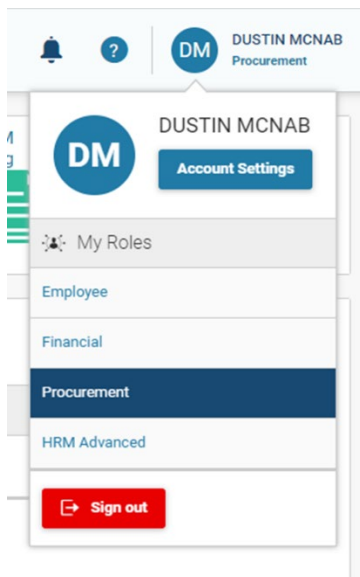 ?
DM
DUSTIN MCNAB
Procurement
DM
DUSTIN MCNAB
Account Settings
My Roles
Employee
Financial
Procurement
HRM Advanced
Sign out